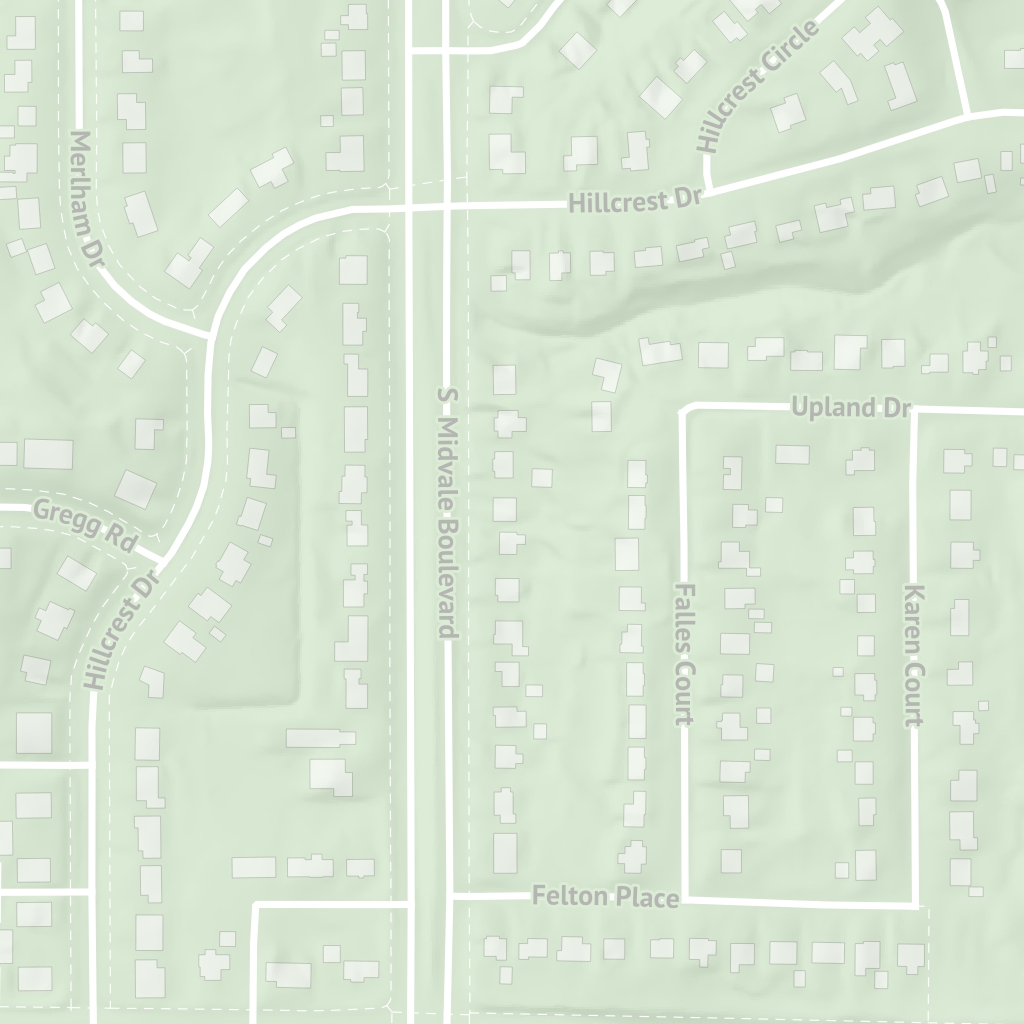 Hillcrest Circle
Merlham Dr
Hillcrest Dr
S Midvale Boulevard
Upland Dr
Gregg Rd
Hillcrest Dr
Falles Court
Karen Court
Felton Place